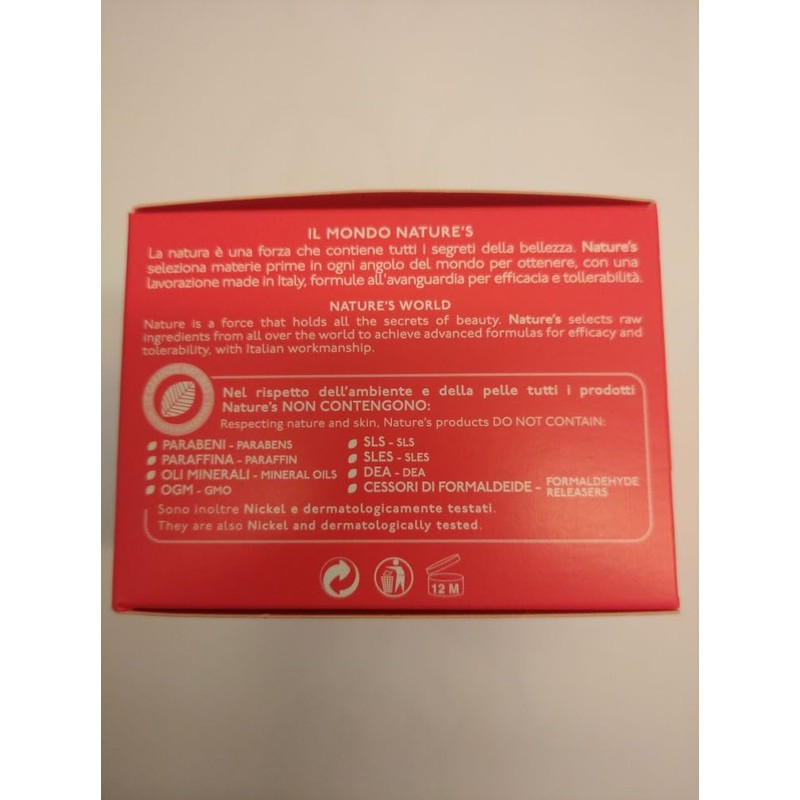 IL MONDO NATURE'S
La natura è una forza che contiene tutti i segreti della bellezza. Nature's
seleziona materie prime in ogni angolo del mondo per ottenere, con una
lavorazione made in Italy, formule all'avanguardia per efficacia e tollerabilità.
NATURE'S WORLD
Nature is a force that holds all the secrets of beauty. Nature's selects raw
ingredients from all over the world to achieve advanced formulas for efficacy and
tolerability, with Italian workmanship.
Nel rispetto dell'ambiente e della pelle tutti i prodotti
Nature's NON CONTENGONO:
Respecting nature and skin, Nature's products DO NOT CONTAIN:
PARABENI - PARABENS
PARAFFINA - PARAFFIN
OLI MINERALI - MINERAL OILS
OGM - GMO
SLS - SLS
SLES - SLES
DEA - DEA
CESSORI DI FORMALDEIDE - FORMALDEHYDE
RELEASERS
Sono inoltre Nickel e dermatologicamente testati.
They are also Nickel and dermatologically tested.
12 M